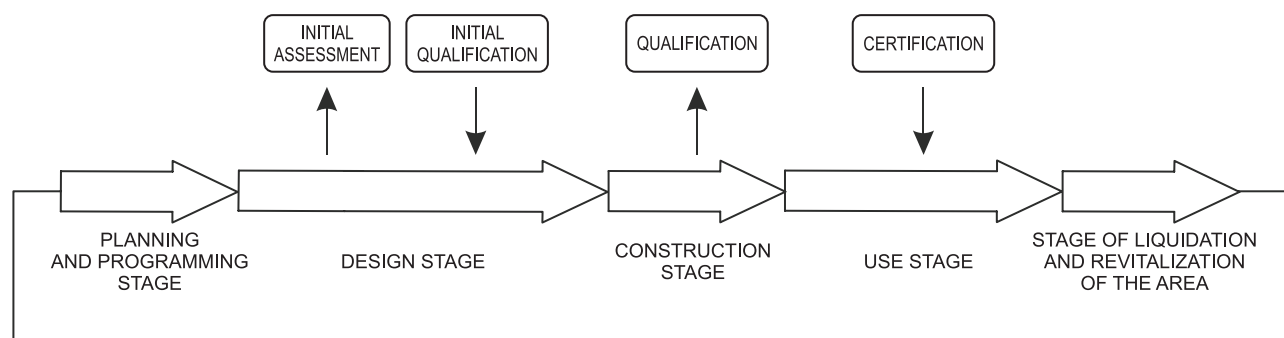 INITIAL
ASSESSMENT
INITIAL
QUALIFICATION
QUALIFICATION
CERTIFICATION
PLANNING
AND PROGRAMMING
STAGE
DESIGN STAGE
CONSTRUCTION
STAGE
USE STAGE
STAGE OF LIQUIDATION
AND REVITALIZATION
OF THE AREA